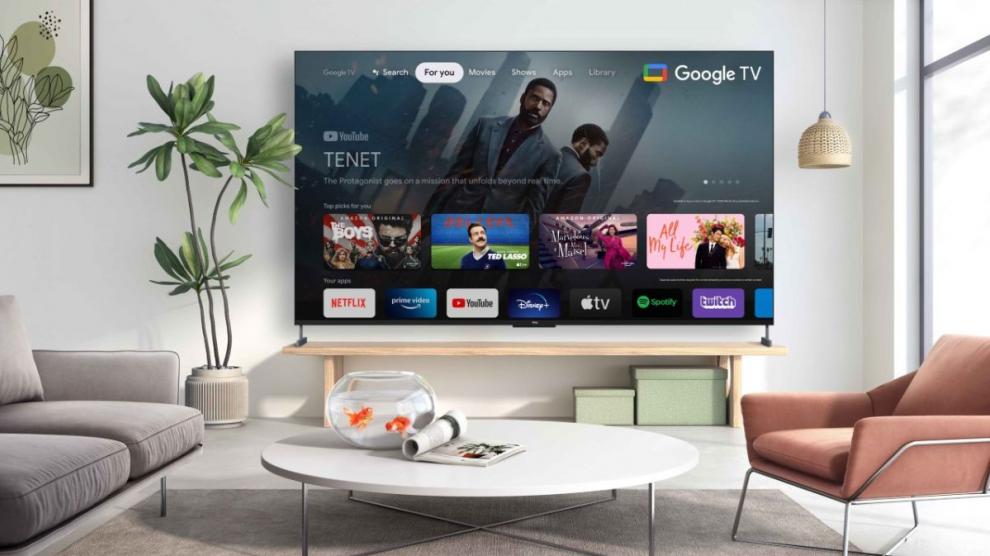 Google TV Search For you Movies Shows Apps Library Google TV
YouTube
TENET
The Protagonist goes on a mission that unfolds beyond real time.
Top picks for you
AMAZON ORIGINAL
THE BOYS
TED LASSO
AMAZON ORIGINAL
Marvelous Mrs. Maisel
All My Life
Your apps
NETFLIX prime video YouTube Disney+ tv Spotify twitch